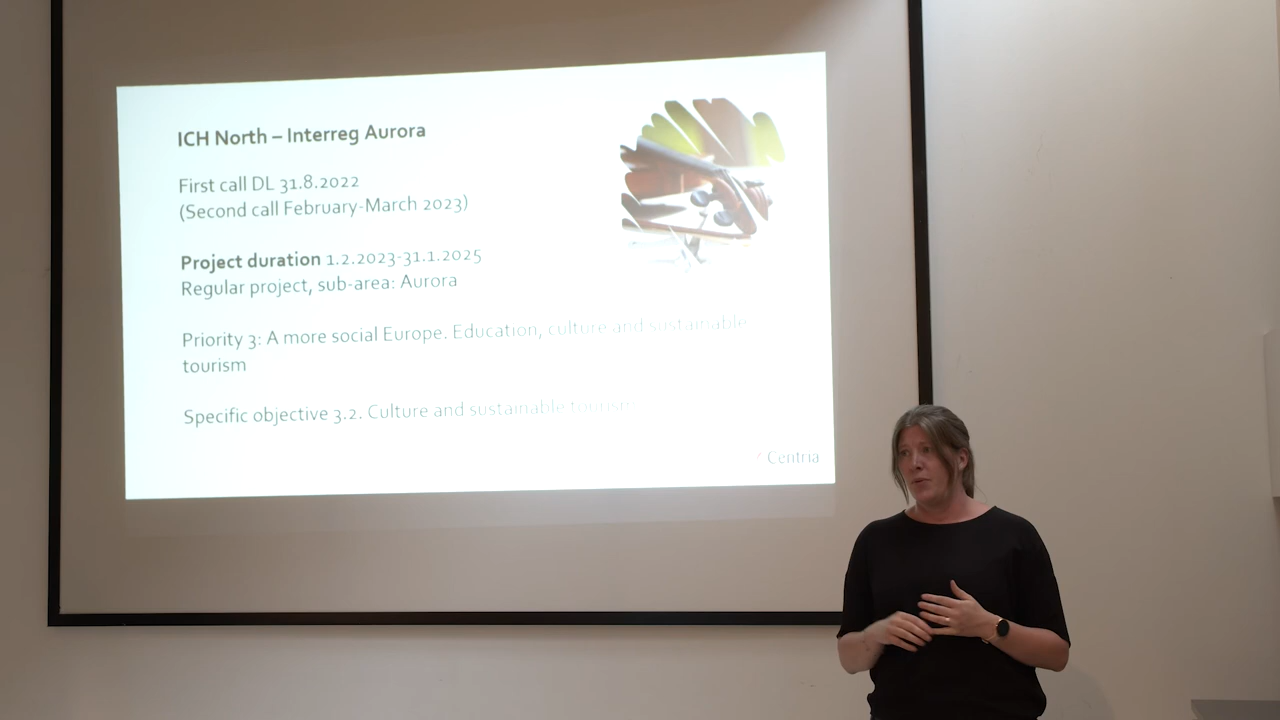 ICH North – Interreg Aurora
First call DL 31.8.2022
(Second call February-March 2023)
Project duration 1.2.2023-31.1.2025
Regular project, sub-area: Aurora
Priority 3: A more social Europe. Education, culture and sustainable
tourism
Specific objective 3.2. Culture and sustainable tourism
Centria